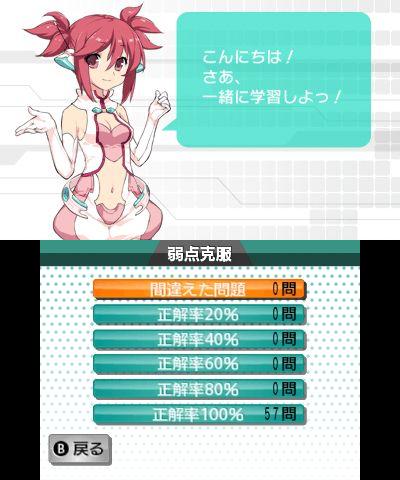 こんにちは！
さあ、
一緒に学習しよっ！
弱点克服
間違えた問題 0問
正解率20% 0問
正解率40% 0問
正解率60% 0問
正解率80% 0問
正解率100% 57問
B 戻る